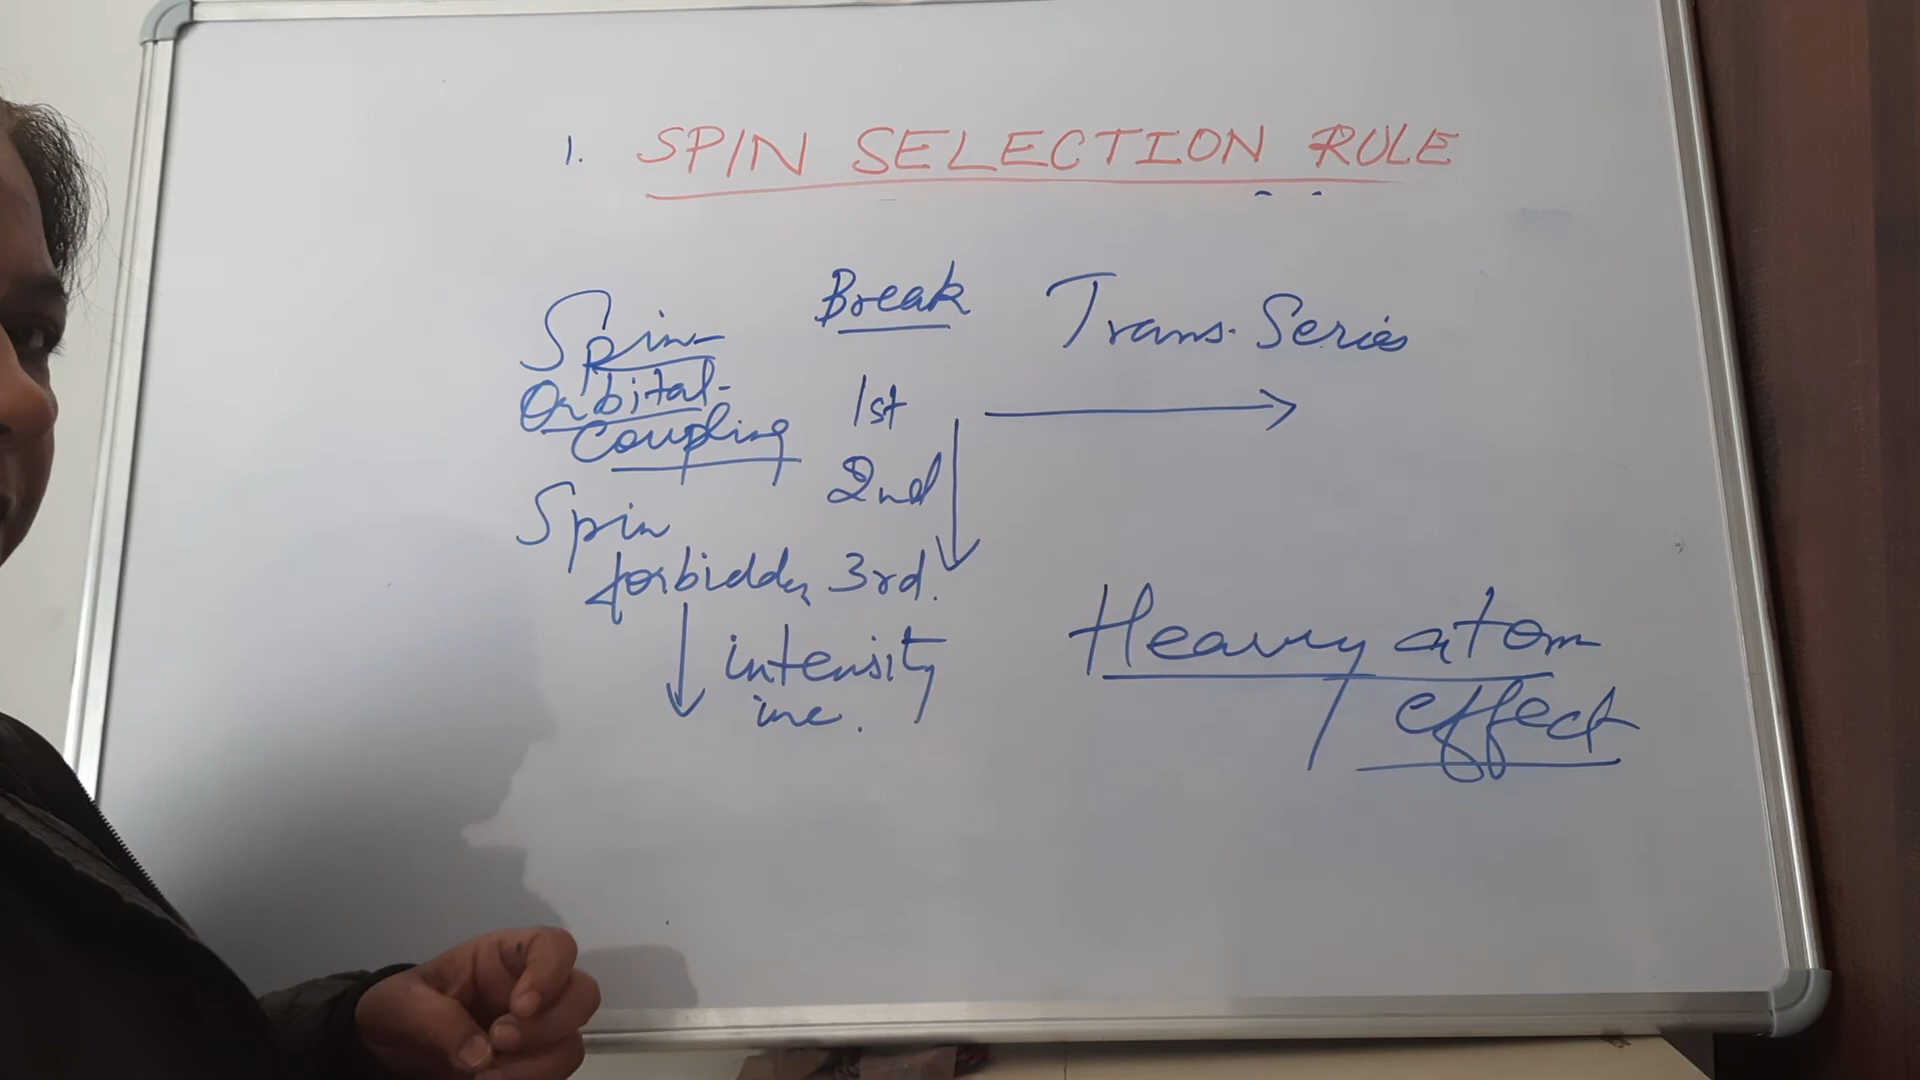 1. SPIN SELECTION RULE
Break
Trans. Series
Spin-
Orbital-
Coupling
1st
2nd
Spin
forbidden
3rd.
intensity
inc.
Heavy atom
effect